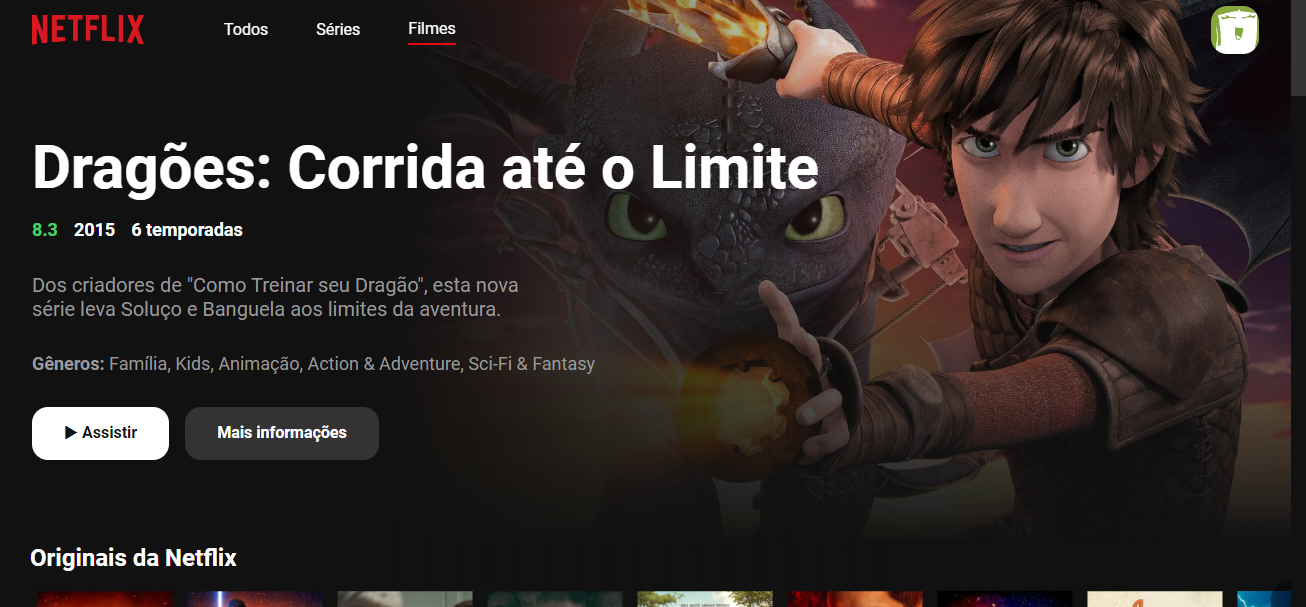 NETFLIX
Todos
Séries
Filmes
Dragões: Corrida até o Limite
8.3 2015 6 temporadas
Dos criadores de "Como Treinar seu Dragão", esta nova
série leva Soluço e Banguela aos limites da aventura.
Gêneros: Família, Kids, Animação, Action & Adventure, Sci-Fi & Fantasy
▶ Assistir
Mais informações
Originais da Netflix